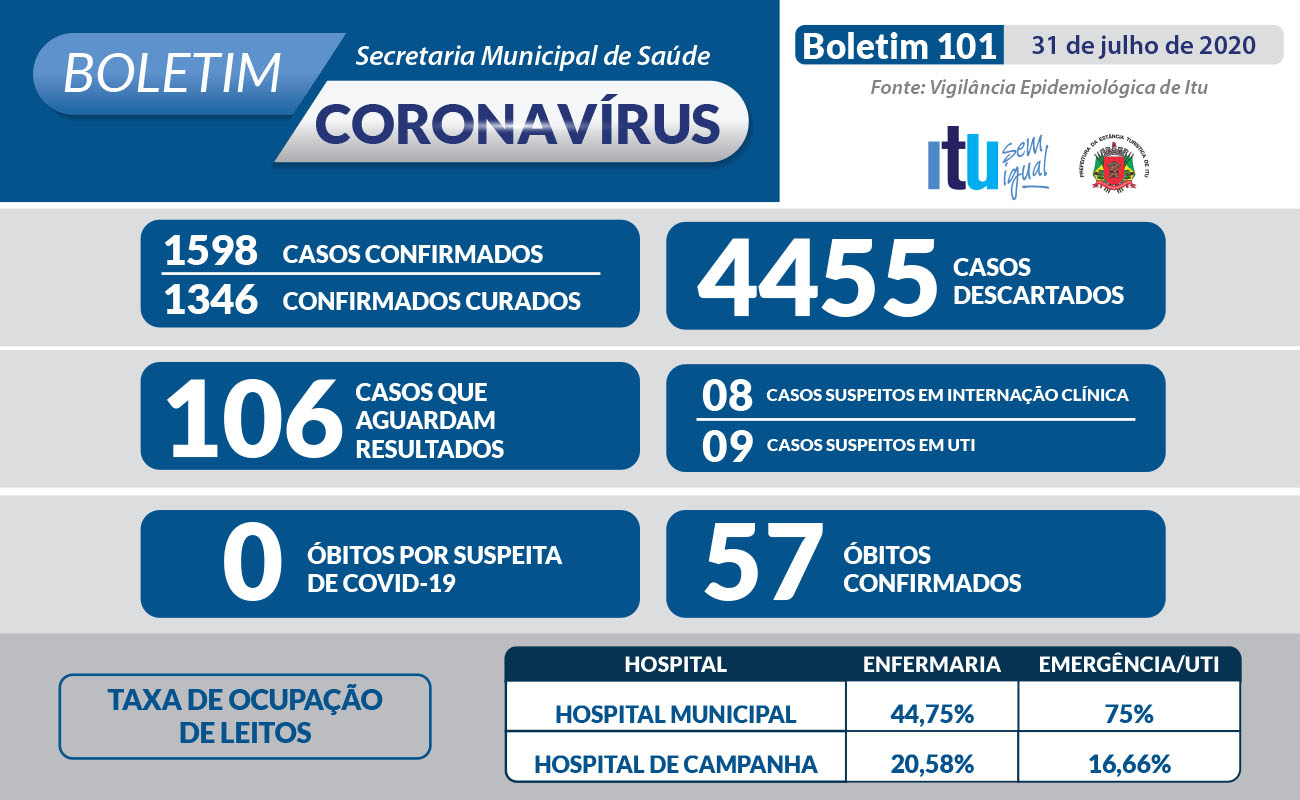 BOLETIM
Secretaria Municipal de Saúde
CORONAVÍRUS
Boletim 101
31 de julho de 2020
Fonte: Vigilância Epidemiológica de Itu
itu sem igual
PREFEITURA DA ESTÂNCIA TURÍSTICA DE ITU
1598 CASOS CONFIRMADOS
1346 CONFIRMADOS CURADOS
4455 CASOS
DESCARTADOS
106 CASOS QUE
AGUARDAM
RESULTADOS
08 CASOS SUSPEITOS EM INTERNAÇÃO CLÍNICA
09 CASOS SUSPEITOS EM UTI
0 ÓBITOS POR SUSPEITA
DE COVID-19
57 ÓBITOS
CONFIRMADOS
TAXA DE OCUPAÇÃO
DE LEITOS
HOSPITAL ENFERMARIA EMERGÊNCIA/UTI
HOSPITAL MUNICIPAL 44,75% 75%
HOSPITAL DE CAMPANHA 20,58% 16,66%